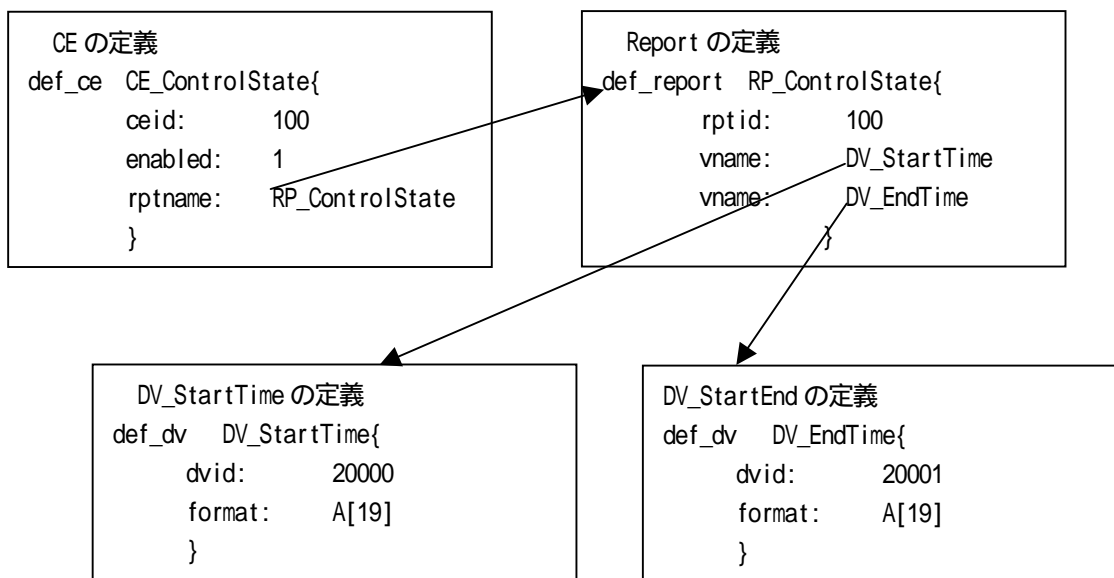 CE の定義
def_ce CE_ControlState{
ceid: 100
enabled: 1
rptname: RP_ControlState
}
Report の定義
def_report RP_ControlState{
rptid: 100
vname: DV_StartTime
vname: DV_EndTime
}
DV_StartTime の定義
def_dv DV_StartTime{
dvid: 20000
format: A[19]
}
DV_StartEnd の定義
def_dv DV_EndTime{
dvid: 20001
format: A[19]
}